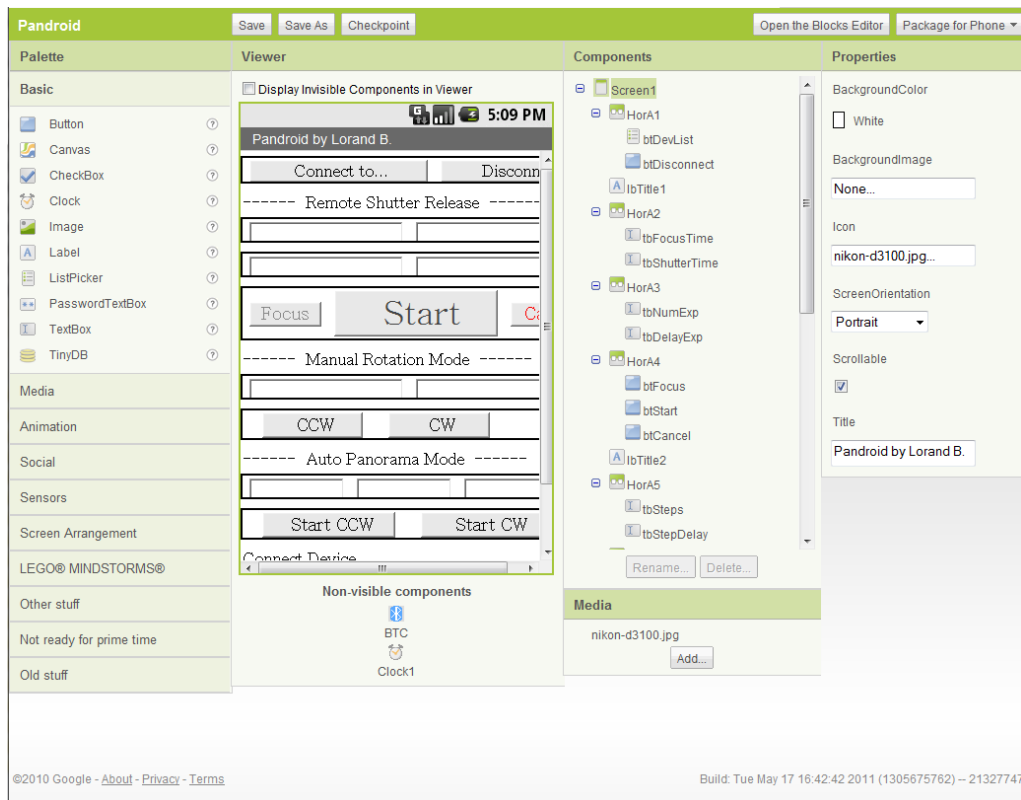 Pandroid
Save
Save As
Checkpoint
Open the Blocks Editor
Package for Phone
Palette
Basic
Button
Canvas
CheckBox
Clock
Image
Label
ListPicker
PasswordTextBox
TextBox
TinyDB
Media
Animation
Social
Sensors
Screen Arrangement
LEGO® MINDSTORMS®
Other stuff
Not ready for prime time
Old stuff
Viewer
Display Invisible Components in Viewer
5:09 PM
Pandroid by Lorand B.
Connect to... Disconn
------ Remote Shutter Release ------
Focus Start Ca
------ Manual Rotation Mode ------
CCW CW
------ Auto Panorama Mode ------
Start CCW Start CW
Connect Device
Non-visible components
BTC
Clock1
Components
Screen1
HorA1
btDevList
btDisconnect
lbTitle1
HorA2
tbFocusTime
tbShutterTime
HorA3
tbNumExp
tbDelayExp
HorA4
btFocus
btStart
btCancel
lbTitle2
HorA5
tbSteps
tbStepDelay
Rename...
Delete...
Media
nikon-d3100.jpg
Add...
Properties
BackgroundColor
White
BackgroundImage
None...
Icon
nikon-d3100.jpg...
ScreenOrientation
Portrait
Scrollable
Title
Pandroid by Lorand B.
©2010 Google - About - Privacy - Terms
Build: Tue May 17 16:42:42 2011 (1305675762) -- 21327747